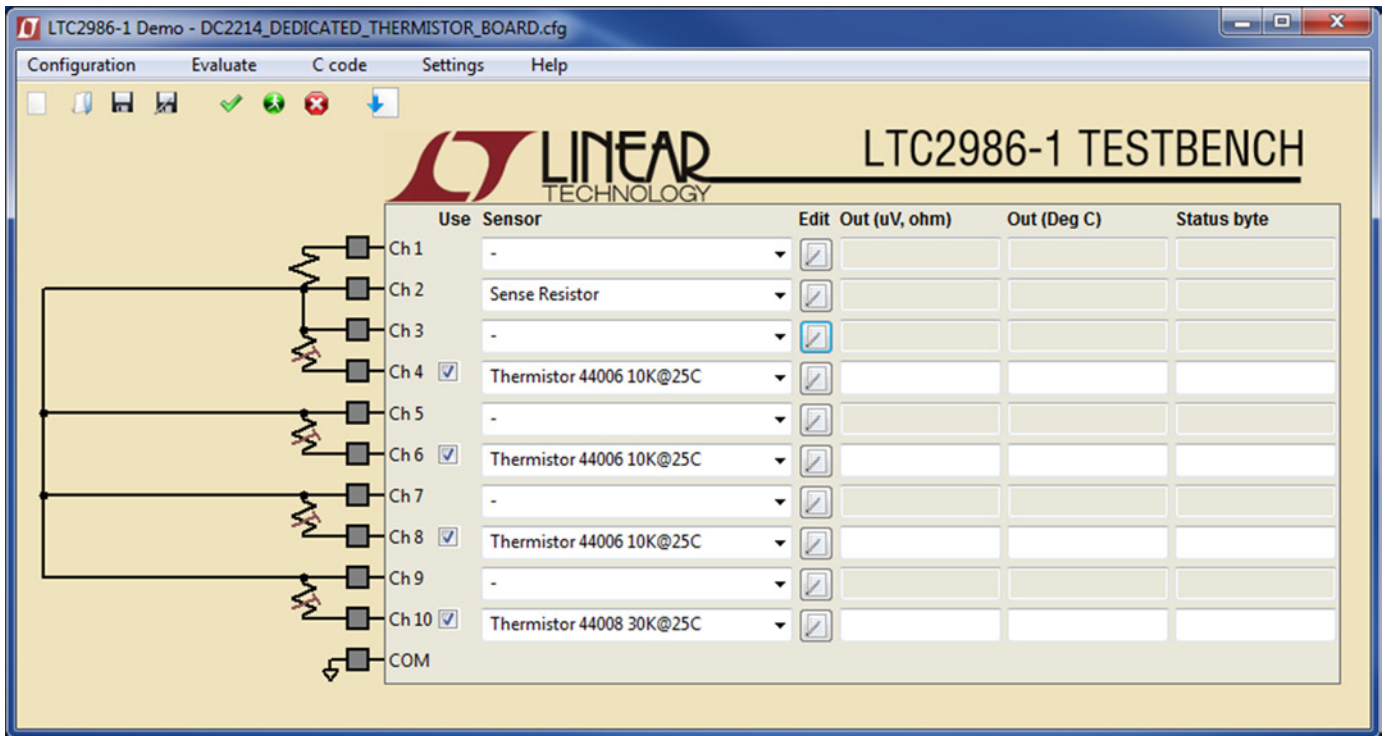 LTC2986-1 Demo - DC2214_DEDICATED_THERMISTOR_BOARD.cfg
Configuration Evaluate C code Settings Help
LINEAR TECHNOLOGY
LTC2986-1 TESTBENCH
Use Sensor Edit Out (uV, ohm) Out (Deg C) Status byte
Ch 1 -
Ch 2 Sense Resistor
Ch 3 -
Ch 4 Thermistor 44006 10K@25C
Ch 5 -
Ch 6 Thermistor 44006 10K@25C
Ch 7 -
Ch 8 Thermistor 44006 10K@25C
Ch 9 -
Ch 10 Thermistor 44008 30K@25C
COM